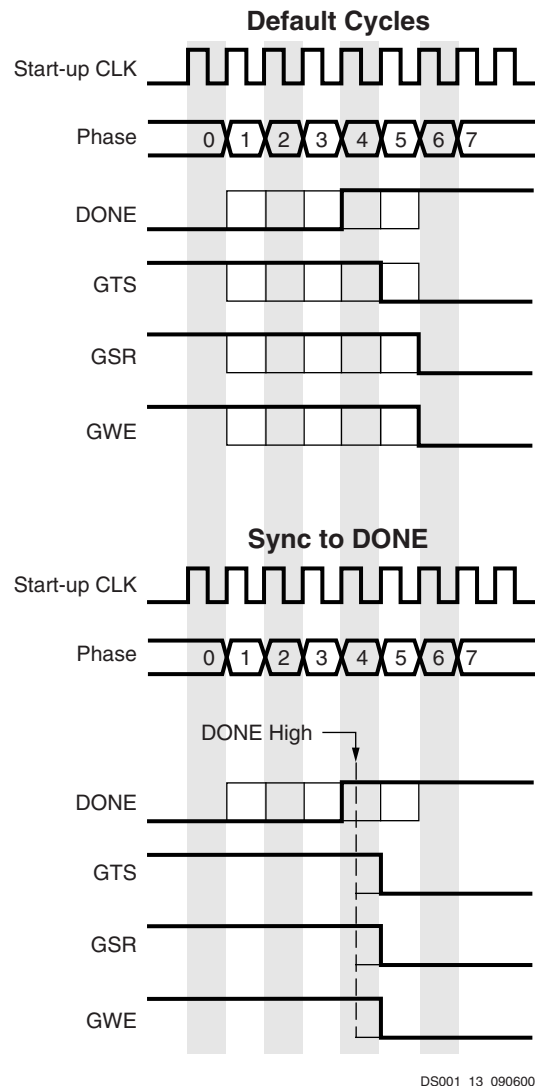 Default Cycles
Start-up CLK
Phase 0 1 2 3 4 5 6 7
DONE
GTS
GSR
GWE
Sync to DONE
Start-up CLK
Phase 0 1 2 3 4 5 6 7
DONE High
DONE
GTS
GSR
GWE
DS001_13_090600